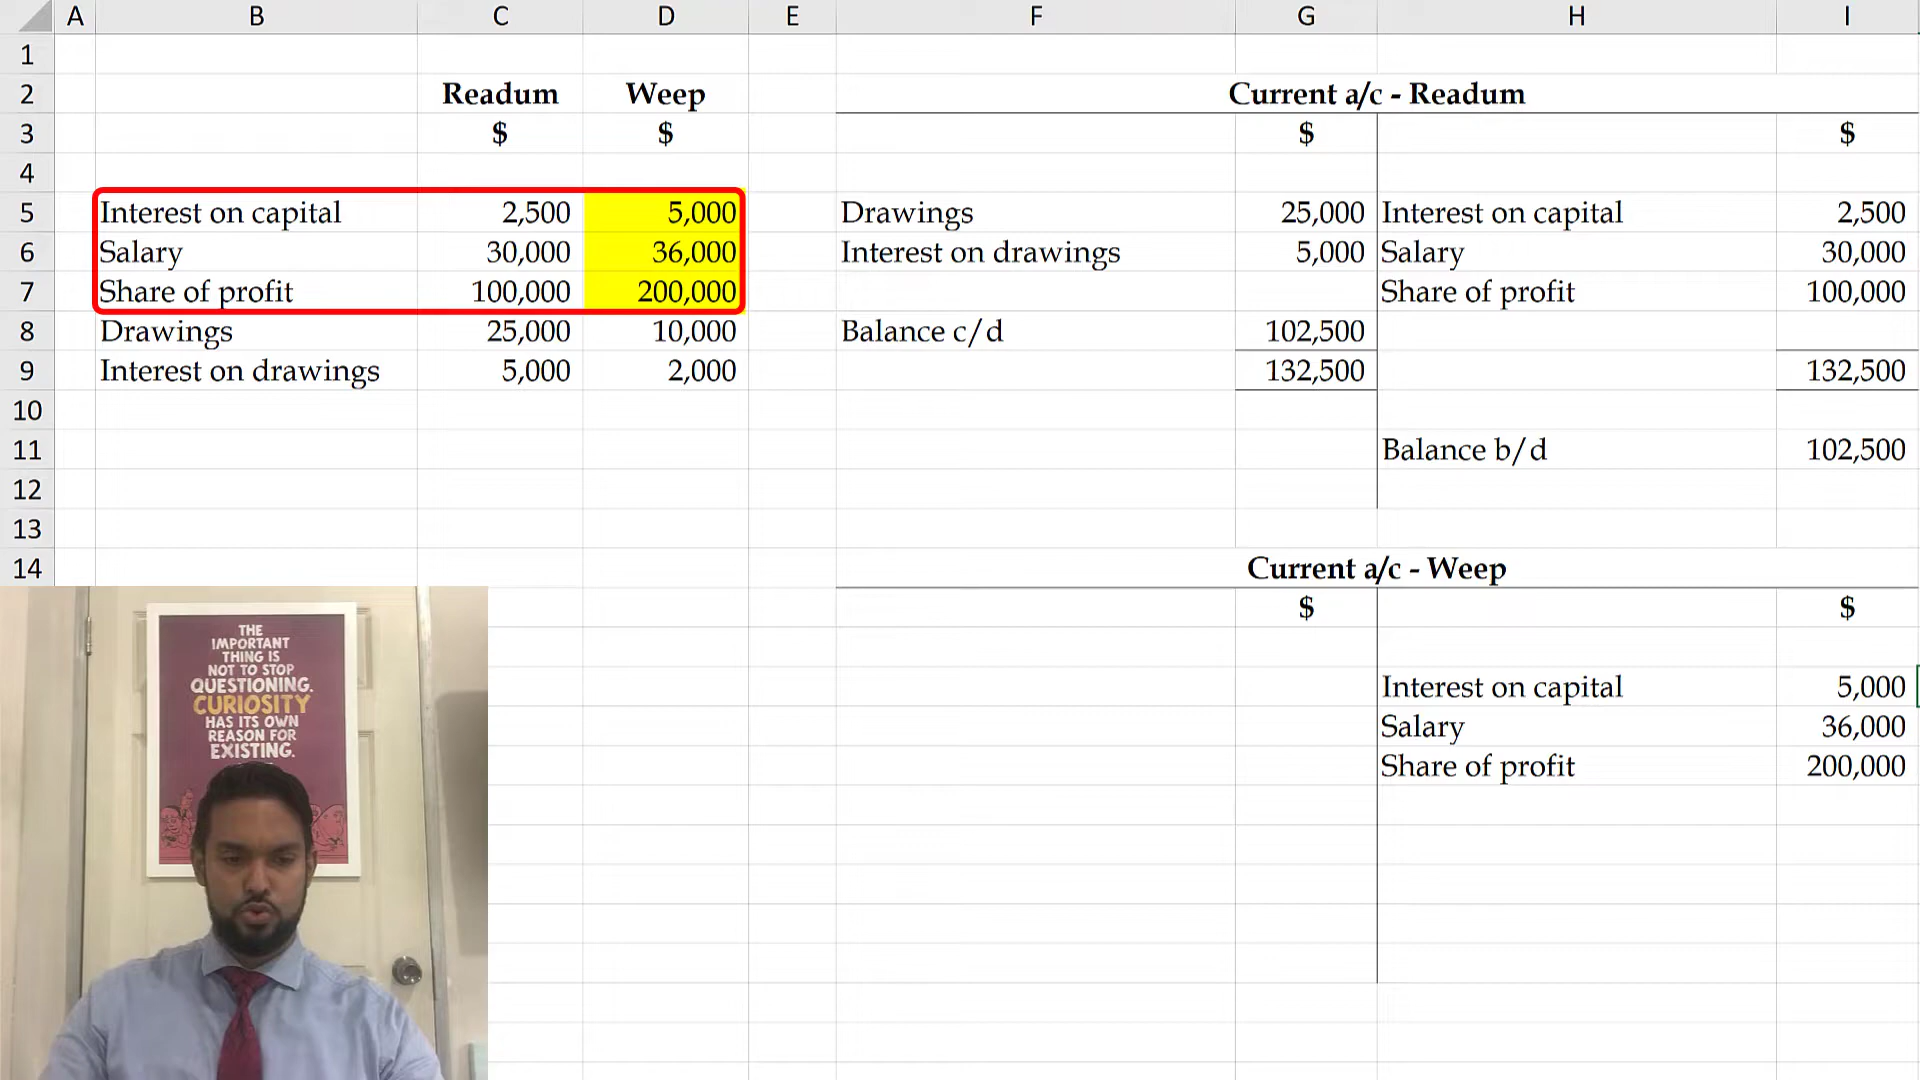 A B C D E F G H I
1
2 Readum Weep Current a/c - Readum
3 $ $ $ $
4
5 Interest on capital 2,500 5,000 Drawings 25,000 Interest on capital 2,500
6 Salary 30,000 36,000 Interest on drawings 5,000 Salary 30,000
7 Share of profit 100,000 200,000 Share of profit 100,000
8 Drawings 25,000 10,000 Balance c/d 102,500
9 Interest on drawings 5,000 2,000 132,500 132,500
10
11 Balance b/d 102,500
12
13
14 Current a/c - Weep
$ $
Interest on capital 5,000
Salary 36,000
Share of profit 200,000
THE
IMPORTANT
THING IS
NOT TO STOP
QUESTIONING.
CURIOSITY
HAS ITS OWN
REASON FOR
EXISTING.